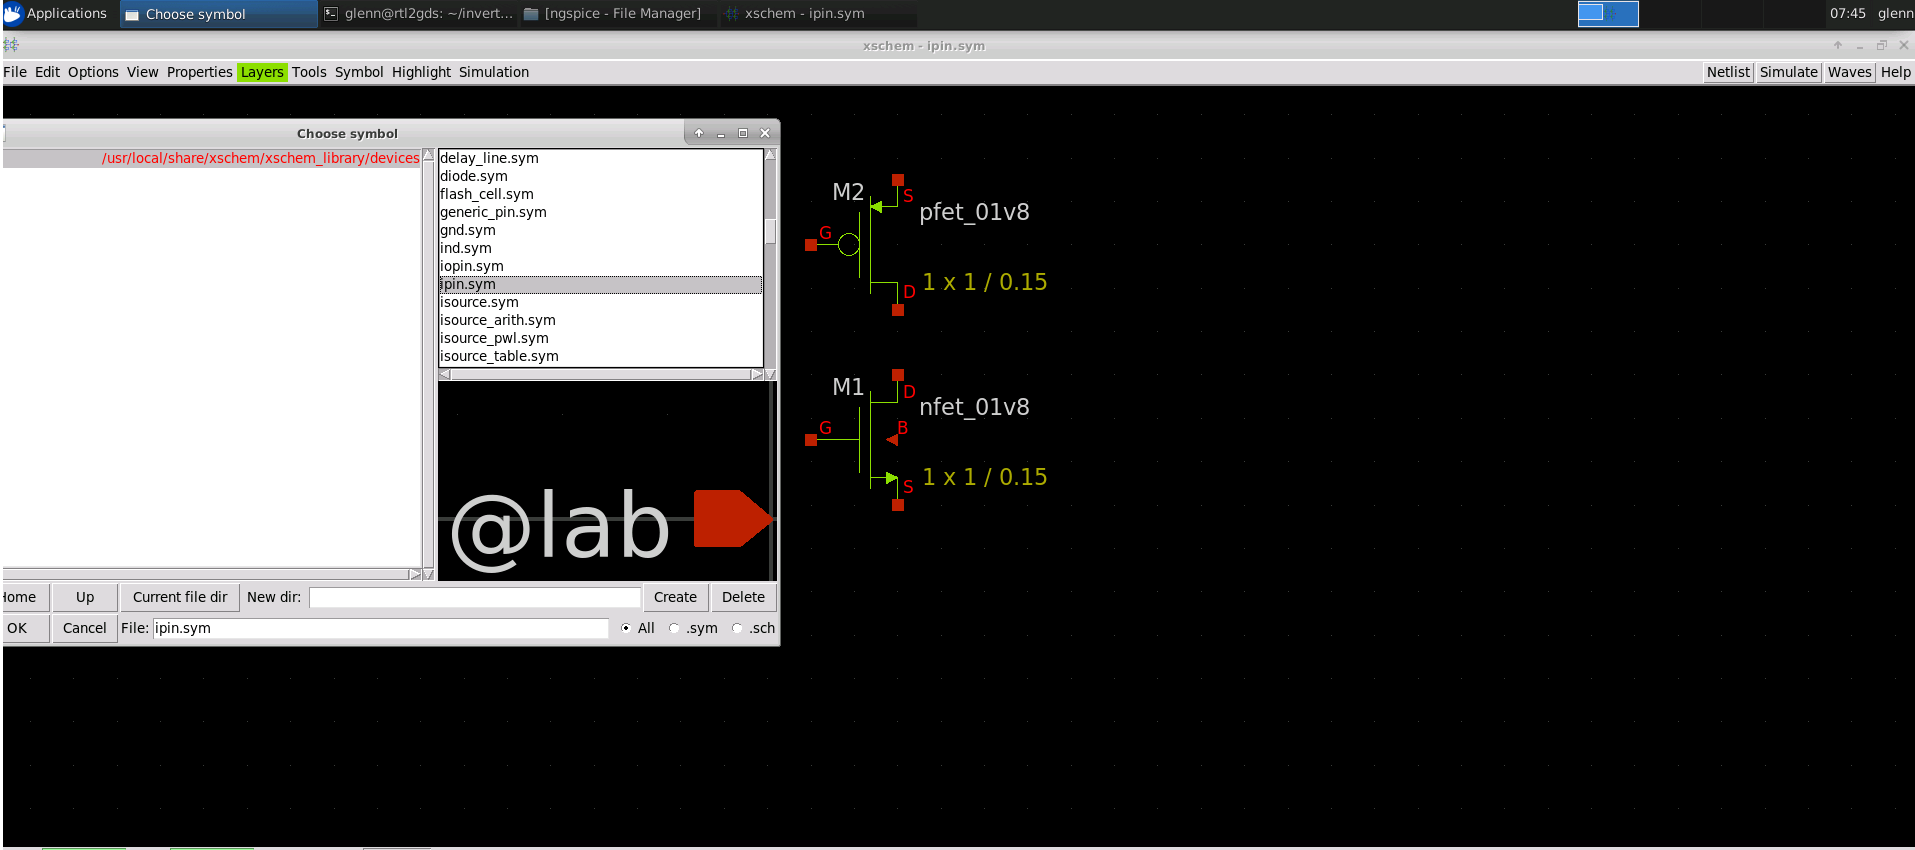 Applications
Choose symbol
glenn@rtl2gds: ~/invert...
[ngspice - File Manager]
xschem - ipin.sym
07:45
glenn
xschem - ipin.sym
File Edit Options View Properties Layers Tools Symbol Highlight Simulation
Netlist Simulate Waves Help
Choose symbol
/usr/local/share/xschem/xschem_library/devices
delay_line.sym
diode.sym
flash_cell.sym
generic_pin.sym
gnd.sym
ind.sym
iopin.sym
ipin.sym
isource.sym
isource_arith.sym
isource_pwl.sym
isource_table.sym
@lab
Home Up Current file dir New dir: Create Delete
OK Cancel File: ipin.sym All .sym .sch
M2
S
pfet_01v8
G
D
1 x 1 / 0.15
M1
D
nfet_01v8
G
B
S
1 x 1 / 0.15